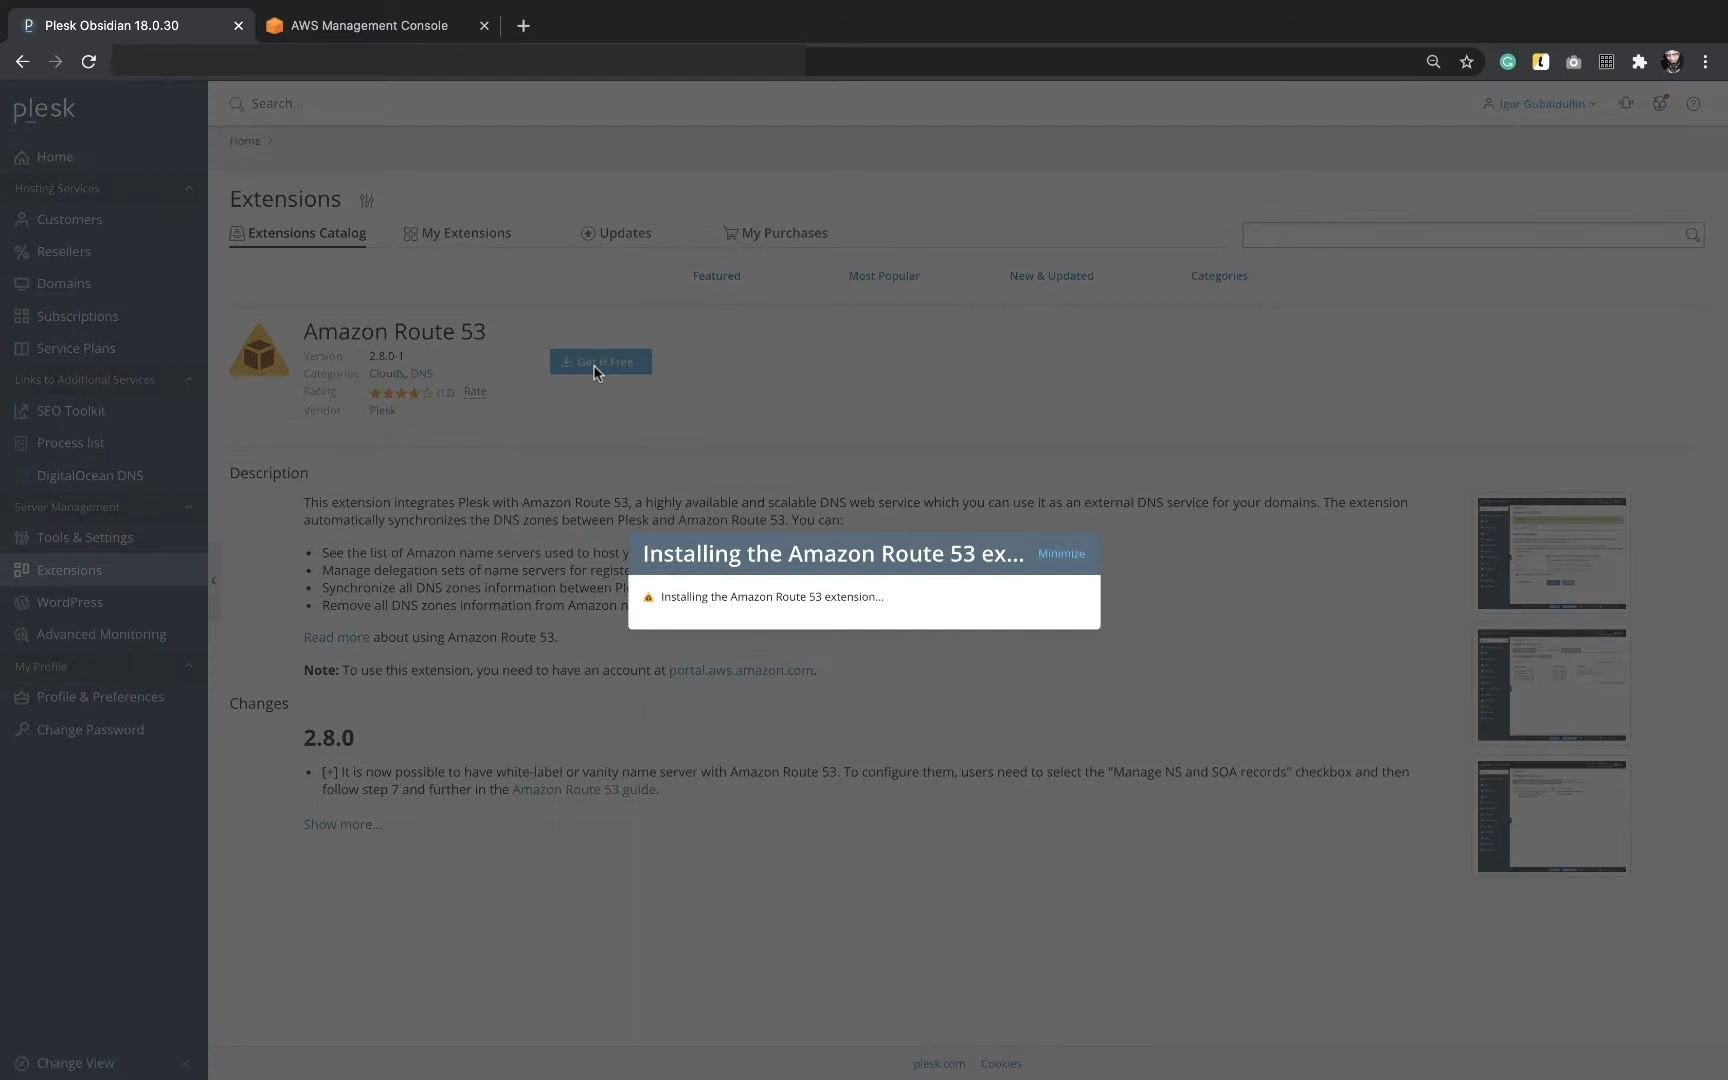 Plesk Obsidian 18.0.30
AWS Management Console
plesk
Search...
Igor Gubaidullin
Home
Home
Hosting Services
Customers
Resellers
Domains
Subscriptions
Service Plans
Links to Additional Services
SEO Toolkit
Process list
DigitalOcean DNS
Server Management
Tools & Settings
Extensions
WordPress
Advanced Monitoring
My Profile
Profile & Preferences
Change Password
Change View
Extensions
Extensions Catalog My Extensions Updates My Purchases
Featured Most Popular New & Updated Categories
Amazon Route 53
Version 2.8.0-1
Categories Clouds, DNS
Rating (12) Rate
Vendor Plesk
Get It Free
Description
This extension integrates Plesk with Amazon Route 53, a highly available and scalable DNS web service which you can use it as an external DNS service for your domains. The extension
automatically synchronizes the DNS zones between Plesk and Amazon Route 53. You can:
• See the list of Amazon name servers used to host y
• Manage delegation sets of name servers for registe
• Synchronize all DNS zones information between Pl
• Remove all DNS zones information from Amazon n
Installing the Amazon Route 53 ex... Minimize
Installing the Amazon Route 53 extension...
Read more about using Amazon Route 53.
Note: To use this extension, you need to have an account at portal.aws.amazon.com.
Changes
2.8.0
• [+] It is now possible to have white-label or vanity name server with Amazon Route 53. To configure them, users need to select the "Manage NS and SOA records" checkbox and then
follow step 7 and further in the Amazon Route 53 guide.
Show more...
plesk.com Cookies